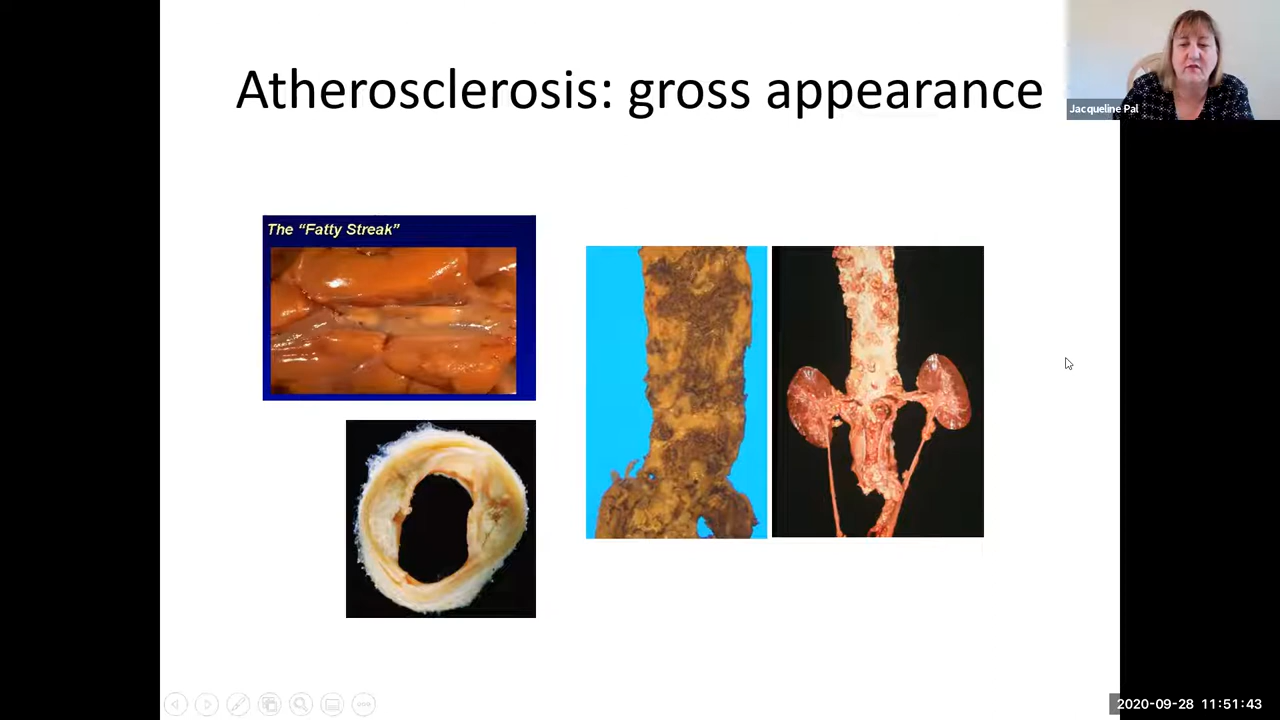 Atherosclerosis: gross appearance
Jacqueline Pal
The “Fatty Streak”
2020-09-28 11:51:43